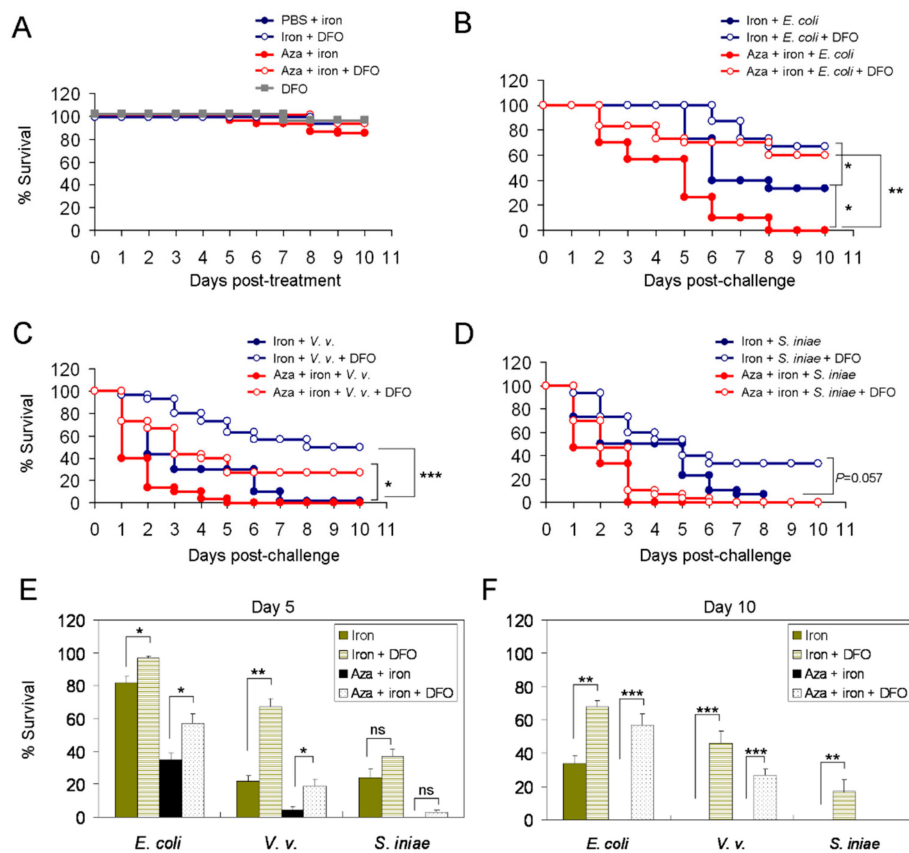 A
PBS + iron
Iron + DFO
Aza + iron
Aza + iron + DFO
DFO
120
100
80
60
40
20
0
% Survival
0 1 2 3 4 5 6 7 8 9 10 11
Days post-treatment
B
Iron + E. coli
Iron + E. coli + DFO
Aza + iron + E. coli
Aza + iron + E. coli + DFO
120
100
80
60
40
20
0
0 1 2 3 4 5 6 7 8 9 10 11
Days post-challenge
*
*
**
C
Iron + V. v.
Iron + V. v. + DFO
Aza + iron + V. v.
Aza + iron + V. v. + DFO
120
100
80
60
40
20
0
% Survival
0 1 2 3 4 5 6 7 8 9 10 11
Days post-challenge
*
***
D
Iron + S. iniae
Iron + S. iniae + DFO
Aza + iron + S. iniae
Aza + iron + S. iniae + DFO
120
100
80
60
40
20
0
0 1 2 3 4 5 6 7 8 9 10 11
Days post-challenge
P=0.057
E
Day 5
Iron
Iron + DFO
Aza + iron
Aza + iron + DFO
120
100
80
60
40
20
0
% Survival
*
*
**
*
ns
ns
E. coli V. v. S. iniae
F
Day 10
Iron
Iron + DFO
Aza + iron
Aza + iron + DFO
120
100
80
60
40
20
0
**
***
***
***
**
E. coli V. v. S. iniae